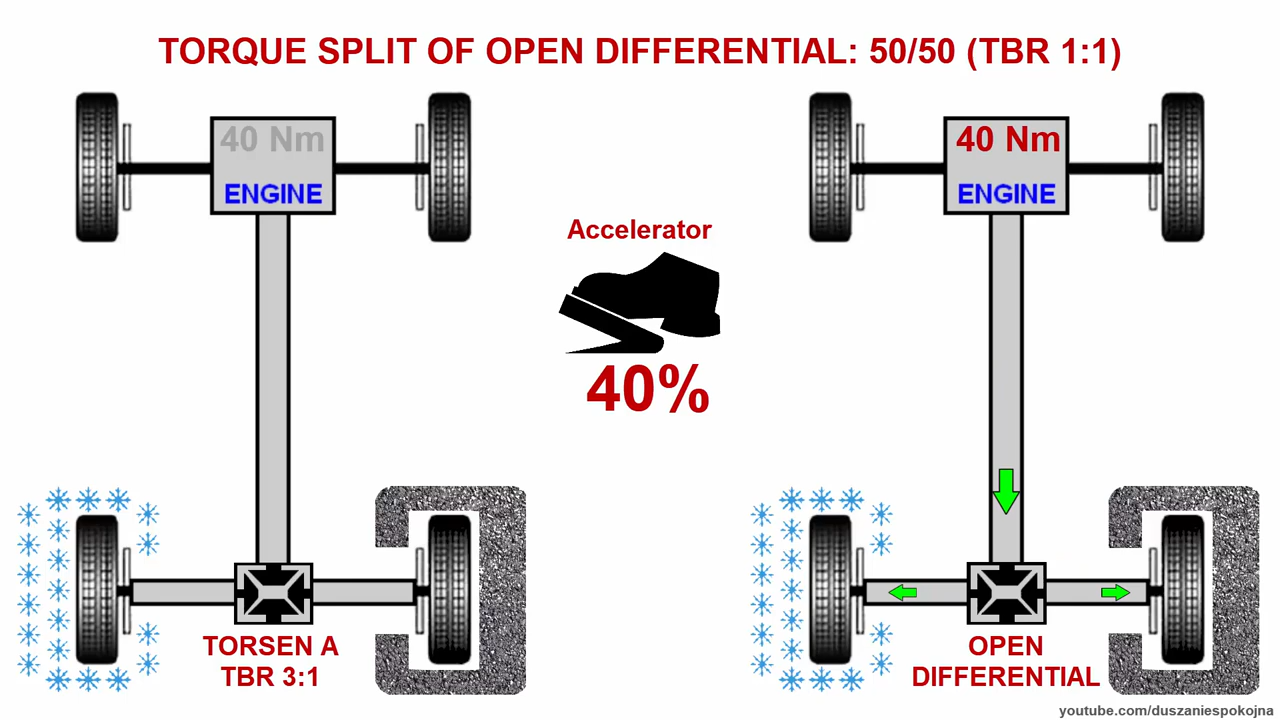 TORQUE SPLIT OF OPEN DIFFERENTIAL: 50/50 (TBR 1:1)
40 Nm
ENGINE
40 Nm
ENGINE
Accelerator
40%
TORSEN A
TBR 3:1
OPEN
DIFFERENTIAL
youtube.com/duszaniespokojna